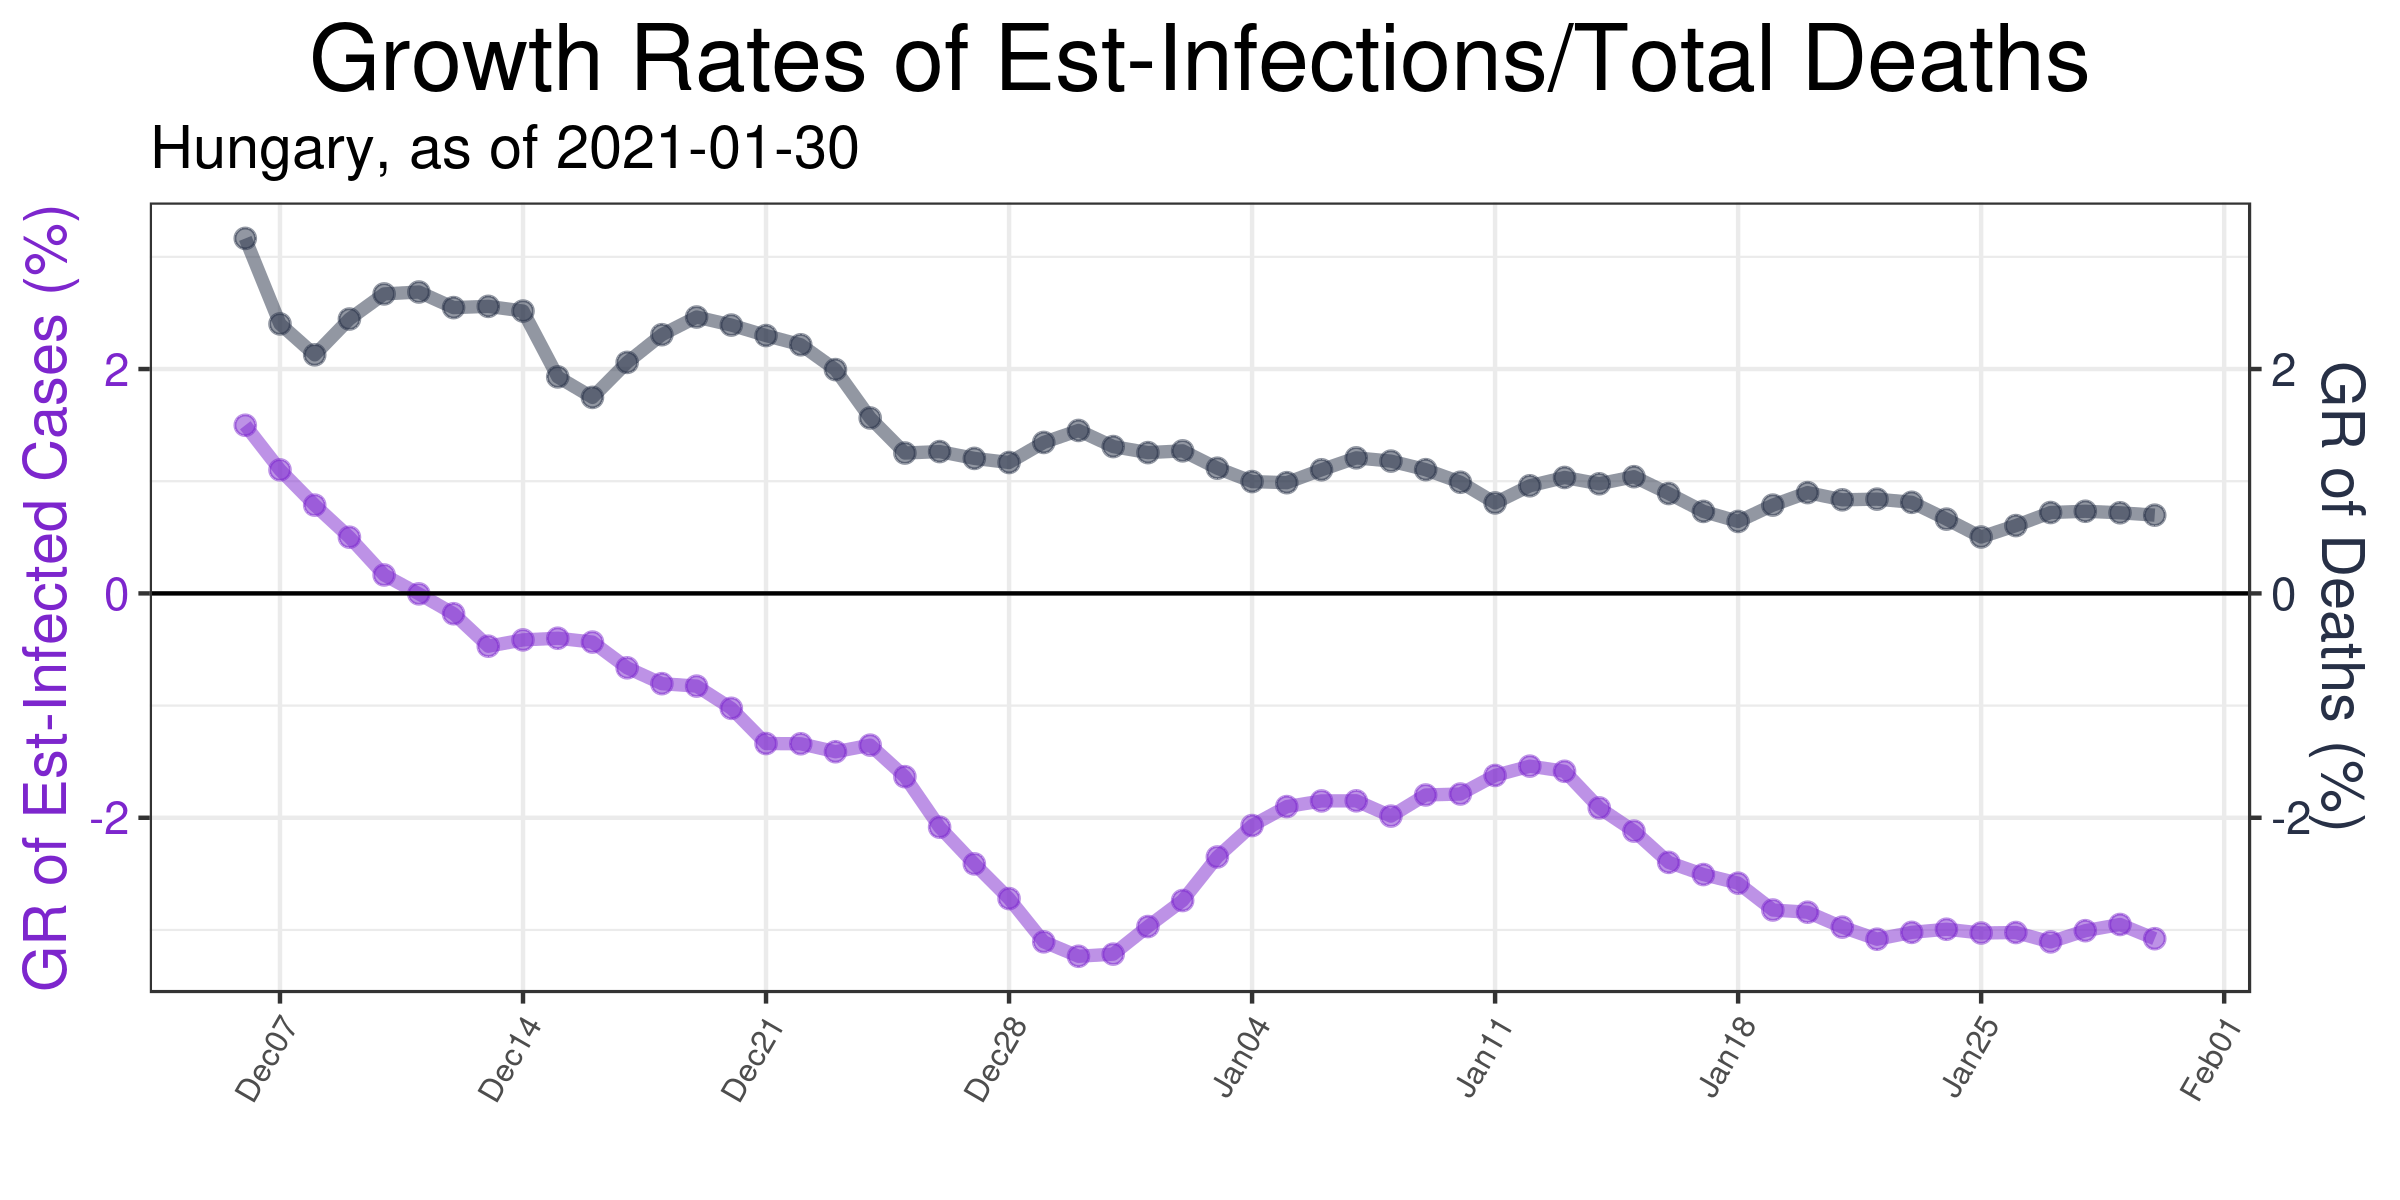 Growth Rates of Est-Infections/Total Deaths
Hungary, as of 2021-01-30
GR of Est-Infected Cases (%)
2
0
-2
2
0
-2
GR of Deaths (%)
Dec07
Dec14
Dec21
Dec28
Jan04
Jan11
Jan18
Jan25
Feb01